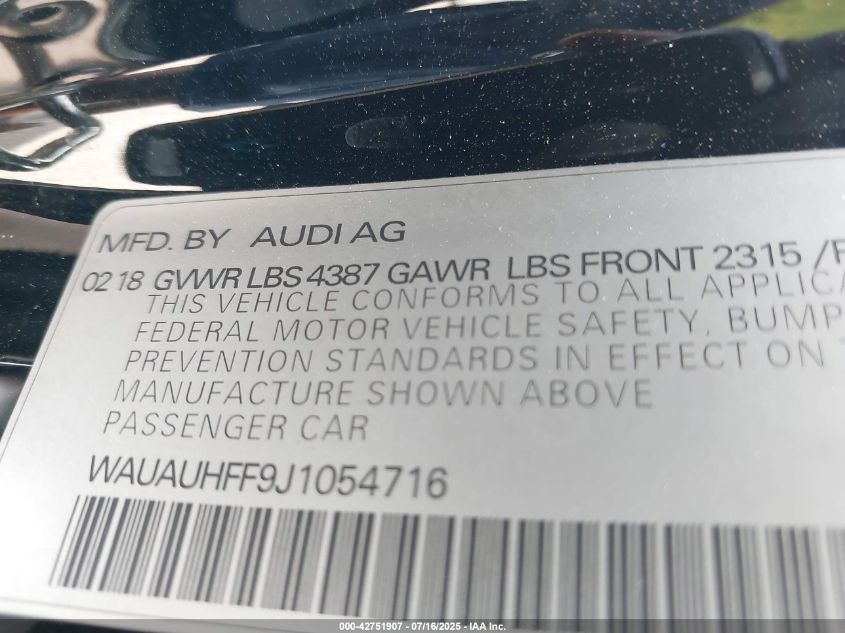 MFD. BY AUDI AG
02 18 GVWR LBS 4387 GAWR LBS FRONT 2315 /
THIS VEHICLE CONFORMS TO ALL
FEDERAL MOTOR VEHICLE SAFETY,
PREVENTION STANDARDS IN EFFECT ON
MANUFACTURE SHOWN ABOVE
PASSENGER CAR
WAUAUHFF9J1054716
000-42751907 - 07/16/2025 - IAA Inc.